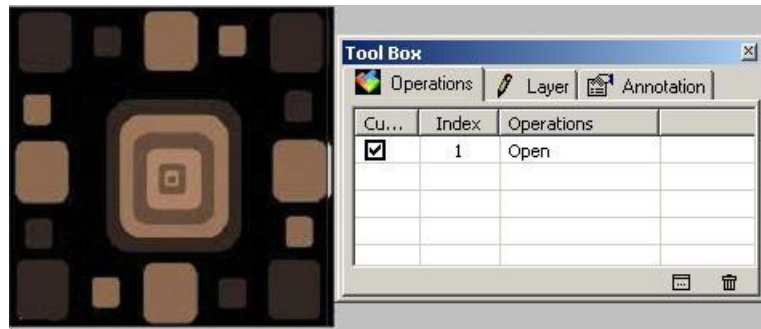 Tool Box
Operations Layer Annotation
Cu... Index Operations
1 Open